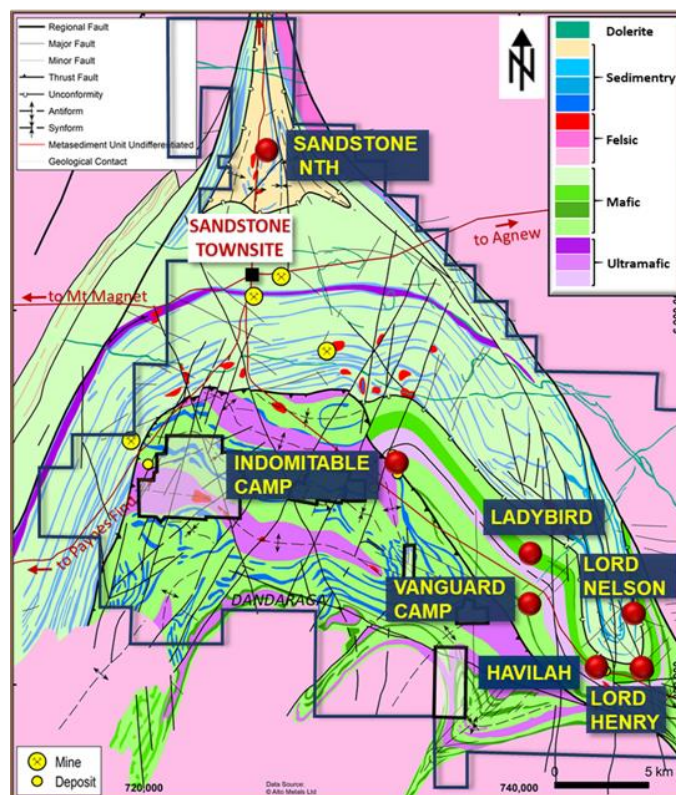 Regional Fault
Major Fault
Minor Fault
Thrust Fault
Unconformity
Antiform
Synform
Metasediment Unit Undifferentiated
Geological Contact
N
Dolerite
Sedimentry
Felsic
Mafic
Ultramafic
SANDSTONE
NTH
SANDSTONE
TOWNSITE
to Agnew
to Mt Magnet
INDOMITABLE
CAMP
LADYBIRD
LORD
NELSON
to Paynes Find
VANGUARD
CAMP
DANDARAGA
HAVILAH
LORD
HENRY
Mine
Deposit
720,000
Data Source:
© Alto Metals Ltd
740,000
0
5 km